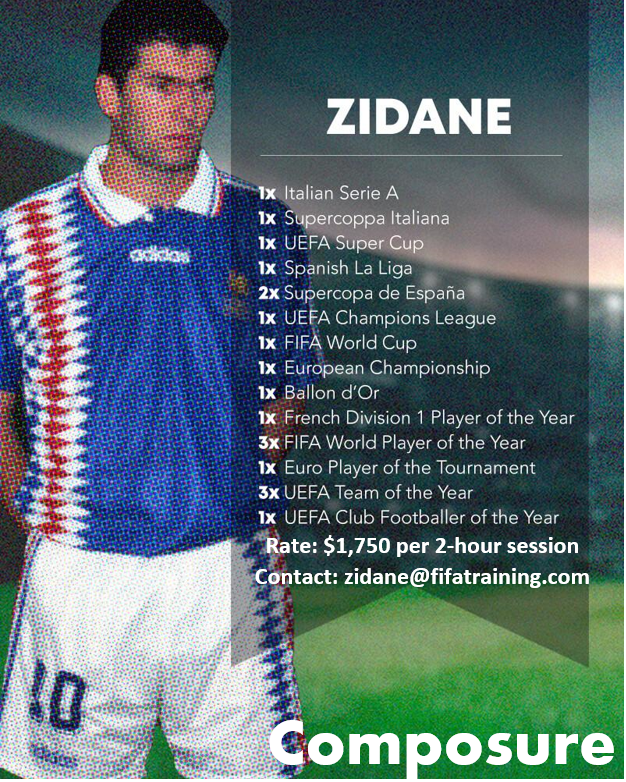 ZIDANE
1x Italian Serie A
1x Supercoppa Italiana
1x UEFA Super Cup
1x Spanish La Liga
2x Supercopa de España
1x UEFA Champions League
1x FIFA World Cup
1x European Championship
1x Ballon d'Or
1x French Division 1 Player of the Year
3x FIFA World Player of the Year
1x Euro Player of the Tournament
3x UEFA Team of the Year
1x UEFA Club Footballer of the Year
Rate: $1,750 per 2-hour session
Contact: zidane@fifatraining.com
adidas
10
adidas
Composure